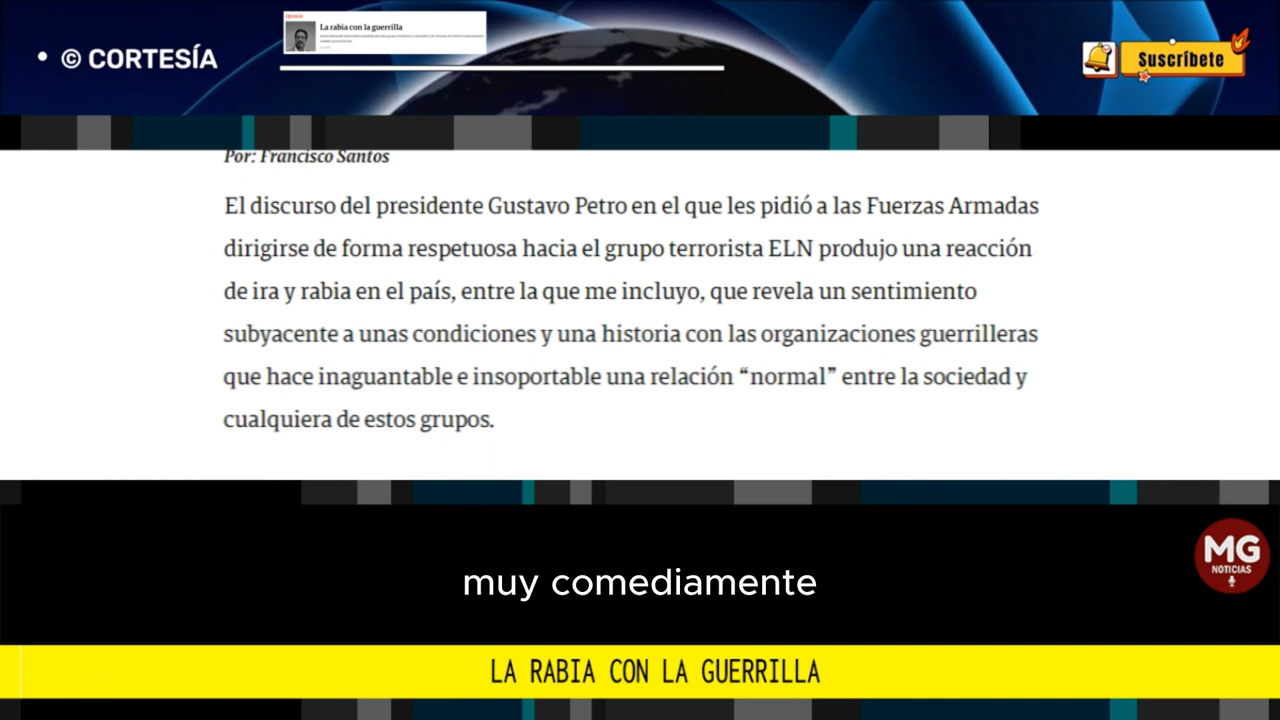 • © CORTESÍA
Opinión
La rabia con la guerrilla
Suscríbete
Por: Francisco Santos
El discurso del presidente Gustavo Petro en el que les pidió a las Fuerzas Armadas
dirigirse de forma respetuosa hacia el grupo terrorista ELN produjo una reacción
de ira y rabia en el país, entre la que me incluyo, que revela un sentimiento
subyacente a unas condiciones y una historia con las organizaciones guerrilleras
que hace inaguantable e insoportable una relación “normal” entre la sociedad y
cualquiera de estos grupos.
MG
NOTICIAS
muy comediamente
LA RABIA CON LA GUERRILLA